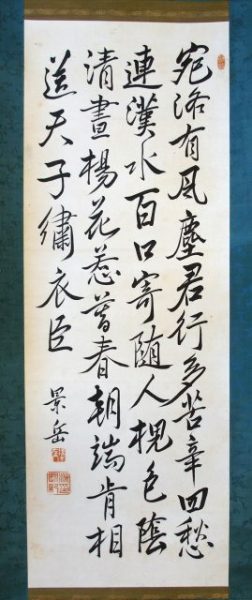 宛洛有風塵君行多苦辛四愁
連漢水百口寄随人槐色陰
清晝楊花惹暮春朝端肯相
送天子繡衣臣
景岳